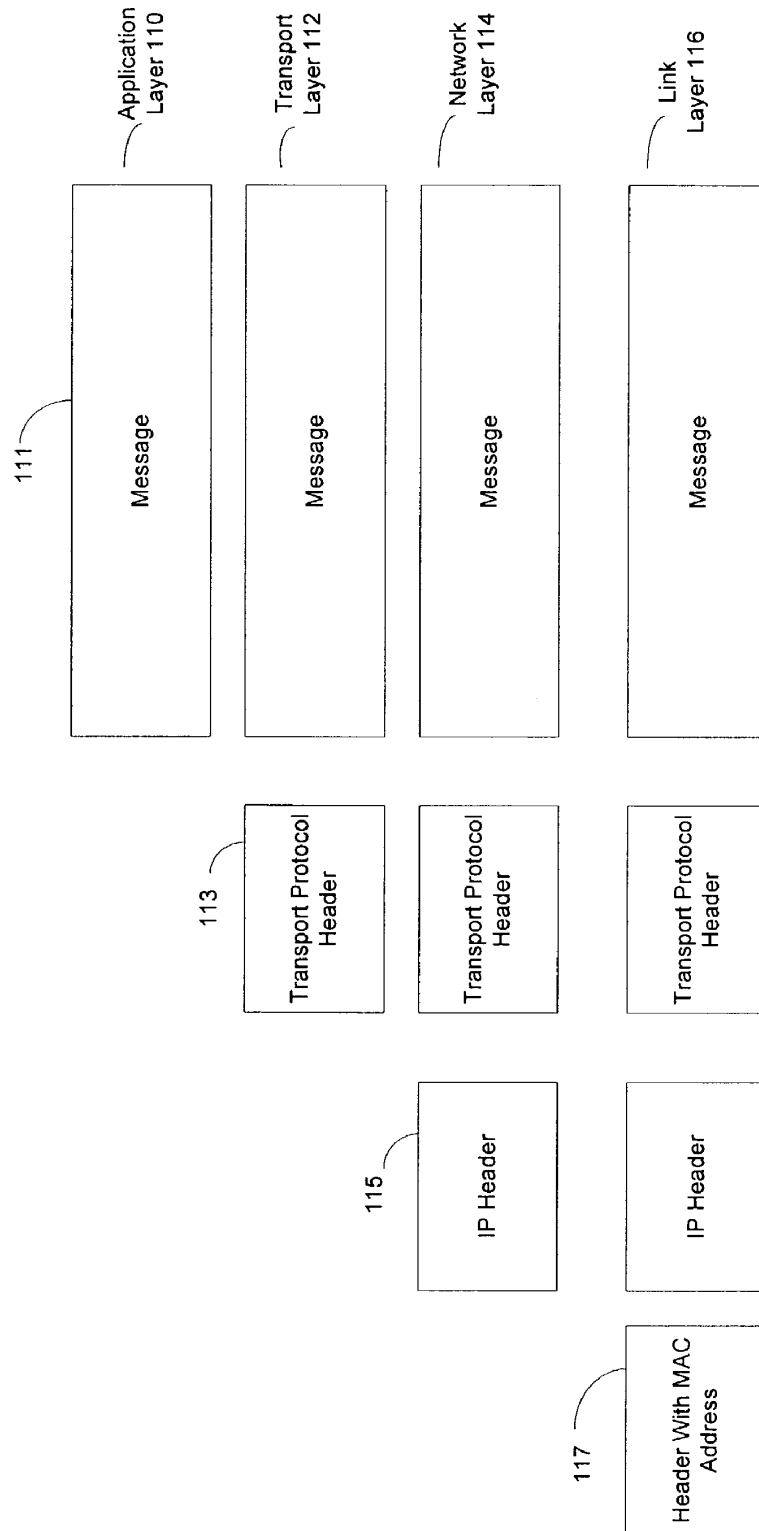 111
Message
Application
Layer 110
113
Transport Protocol
Header
Message
Transport
Layer 112
115
IP Header
Transport Protocol
Header
Message
Network
Layer 114
117
Header With MAC
Address
IP Header
Transport Protocol
Header
Message
Link
Layer 116